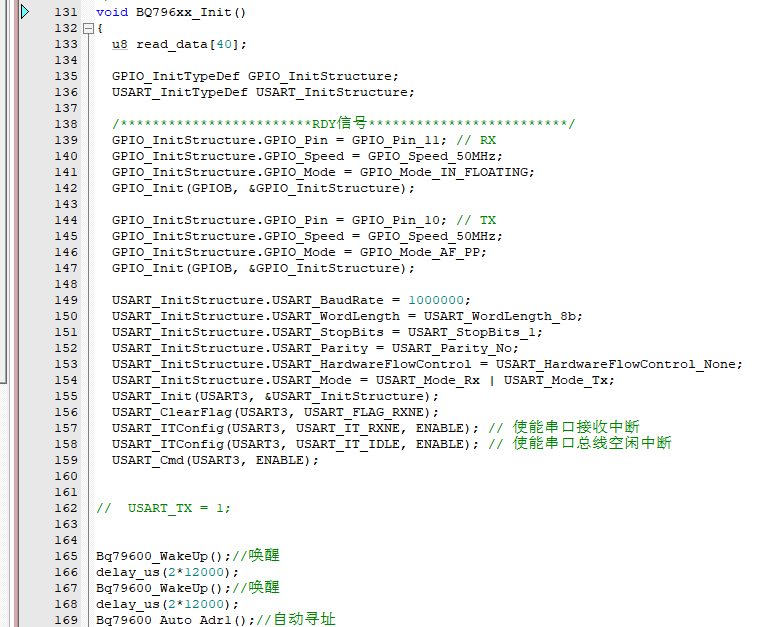 131 void BQ796xx_Init()
132 {
133 u8 read_data[40];
134
135 GPIO_InitTypeDef GPIO_InitStructure;
136 USART_InitTypeDef USART_InitStructure;
137
138 /************************RDY信号*************************/
139 GPIO_InitStructure.GPIO_Pin = GPIO_Pin_11; // RX
140 GPIO_InitStructure.GPIO_Speed = GPIO_Speed_50MHz;
141 GPIO_InitStructure.GPIO_Mode = GPIO_Mode_IN_FLOATING;
142 GPIO_Init(GPIOB, &GPIO_InitStructure);
143
144 GPIO_InitStructure.GPIO_Pin = GPIO_Pin_10; // TX
145 GPIO_InitStructure.GPIO_Speed = GPIO_Speed_50MHz;
146 GPIO_InitStructure.GPIO_Mode = GPIO_Mode_AF_PP;
147 GPIO_Init(GPIOB, &GPIO_InitStructure);
148
149 USART_InitStructure.USART_BaudRate = 1000000;
150 USART_InitStructure.USART_WordLength = USART_WordLength_8b;
151 USART_InitStructure.USART_StopBits = USART_StopBits_1;
152 USART_InitStructure.USART_Parity = USART_Parity_No;
153 USART_InitStructure.USART_HardwareFlowControl = USART_HardwareFlowControl_None;
154 USART_InitStructure.USART_Mode = USART_Mode_Rx | USART_Mode_Tx;
155 USART_Init(USART3, &USART_InitStructure);
156 USART_ClearFlag(USART3, USART_FLAG_RXNE);
157 USART_ITConfig(USART3, USART_IT_RXNE, ENABLE); // 使能串口接收中断
158 USART_ITConfig(USART3, USART_IT_IDLE, ENABLE); // 使能串口总线空闲中断
159 USART_Cmd(USART3, ENABLE);
160
161
162 // USART_TX = 1;
163
164
165 Bq79600_WakeUp();//唤醒
166 delay_us(2*12000);
167 Bq79600_WakeUp();//唤醒
168 delay_us(2*12000);
169 Bq79600_Auto_Adr1();//自动寻址